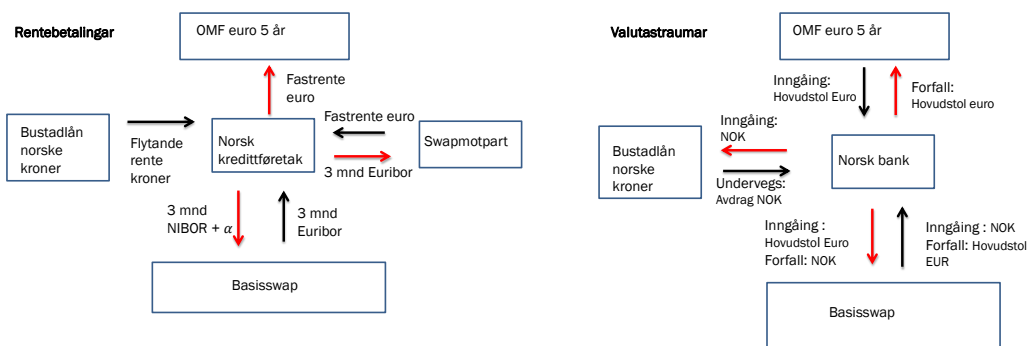 Rentebetalingar
OMF euro 5 år
Fastrente
euro
Bustadlån
norske
kroner
Flytande
rente
kroner
Norsk
kredittføretak
Fastrente euro
3 mnd Euribor
Swapmotpart
3 mnd
NIBOR + α
3 mnd
Euribor
Basisswap
Valutastraumar
OMF euro 5 år
Inngåing:
Hovudstol Euro
Forfall:
Hovudstol euro
Inngåing:
NOK
Bustadlån
norske
kroner
Undervegs:
Avdrag NOK
Norsk bank
Inngåing :
Hovudstol Euro
Forfall: NOK
Inngåing : NOK
Forfall: Hovudstol
EUR
Basisswap